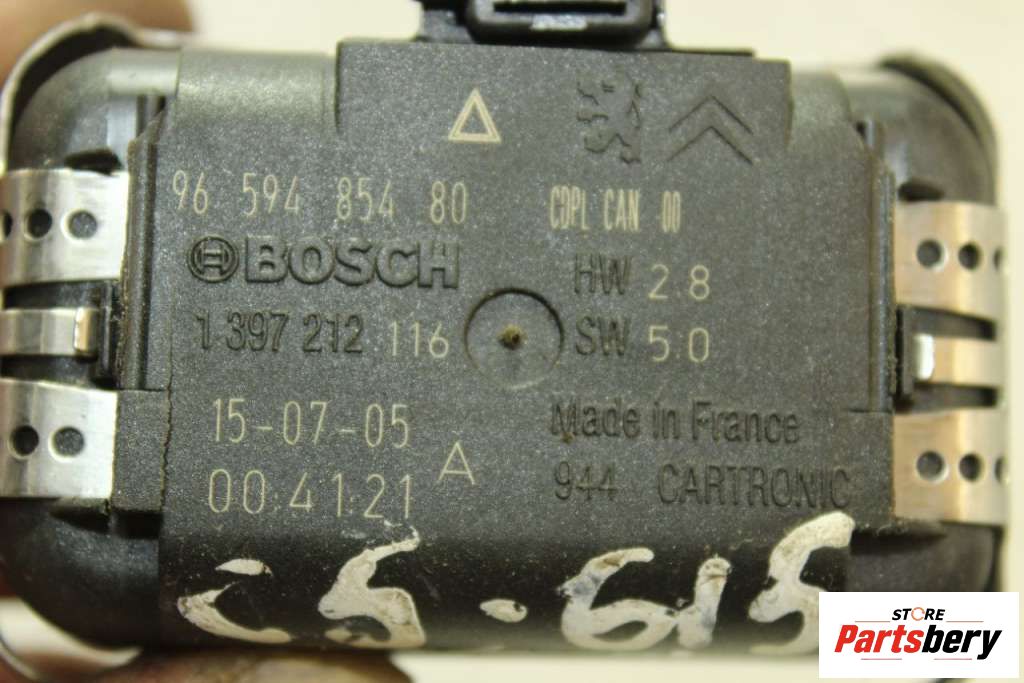 96 594 854 80 CDPL CAN 00
BOSCH HW 2.8
1 397 212 116 SW 5.0
15-07-05 Made in France
00:41:21 A 944 CARTRONIC
C5-615
STORE
Partsbery